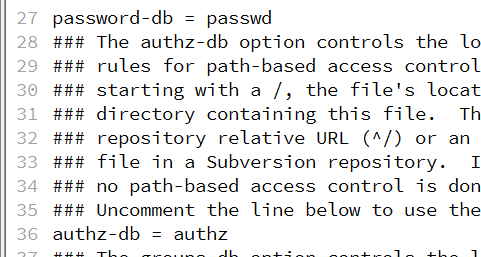 27 password-db = passwd
28 ### The authz-db option controls the lo
29 ### rules for path-based access control
30 ### starting with a /, the file's locat
31 ### directory containing this file.  Th
32 ### repository relative URL (^/) or an
33 ### file in a Subversion repository.  I
34 ### no path-based access control is don
35 ### Uncomment the line below to use the
36 authz-db = authz
37 ### The groups-db option controls the l